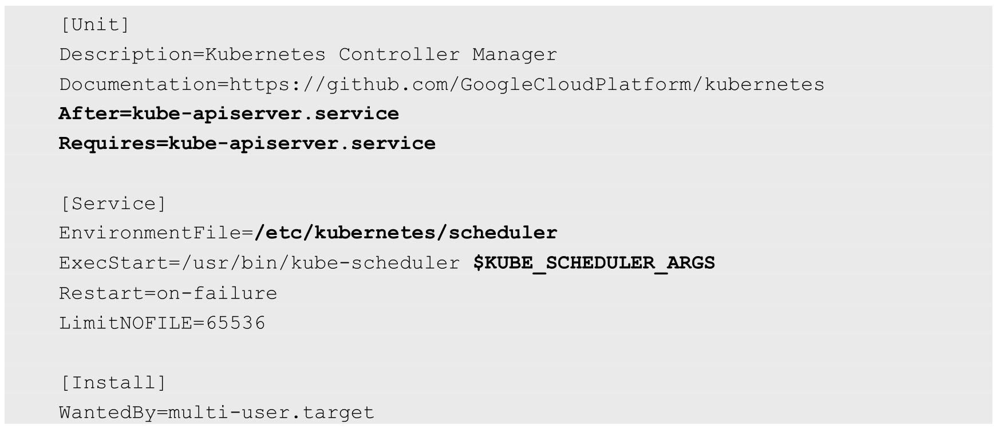 [Unit]
Description=Kubernetes Controller Manager
Documentation=https://github.com/GoogleCloudPlatform/kubernetes
After=kube-apiserver.service
Requires=kube-apiserver.service
[Service]
EnvironmentFile=/etc/kubernetes/scheduler
ExecStart=/usr/bin/kube-scheduler $KUBE_SCHEDULER_ARGS
Restart=on-failure
LimitNOFILE=65536
[Install]
WantedBy=multi-user.target